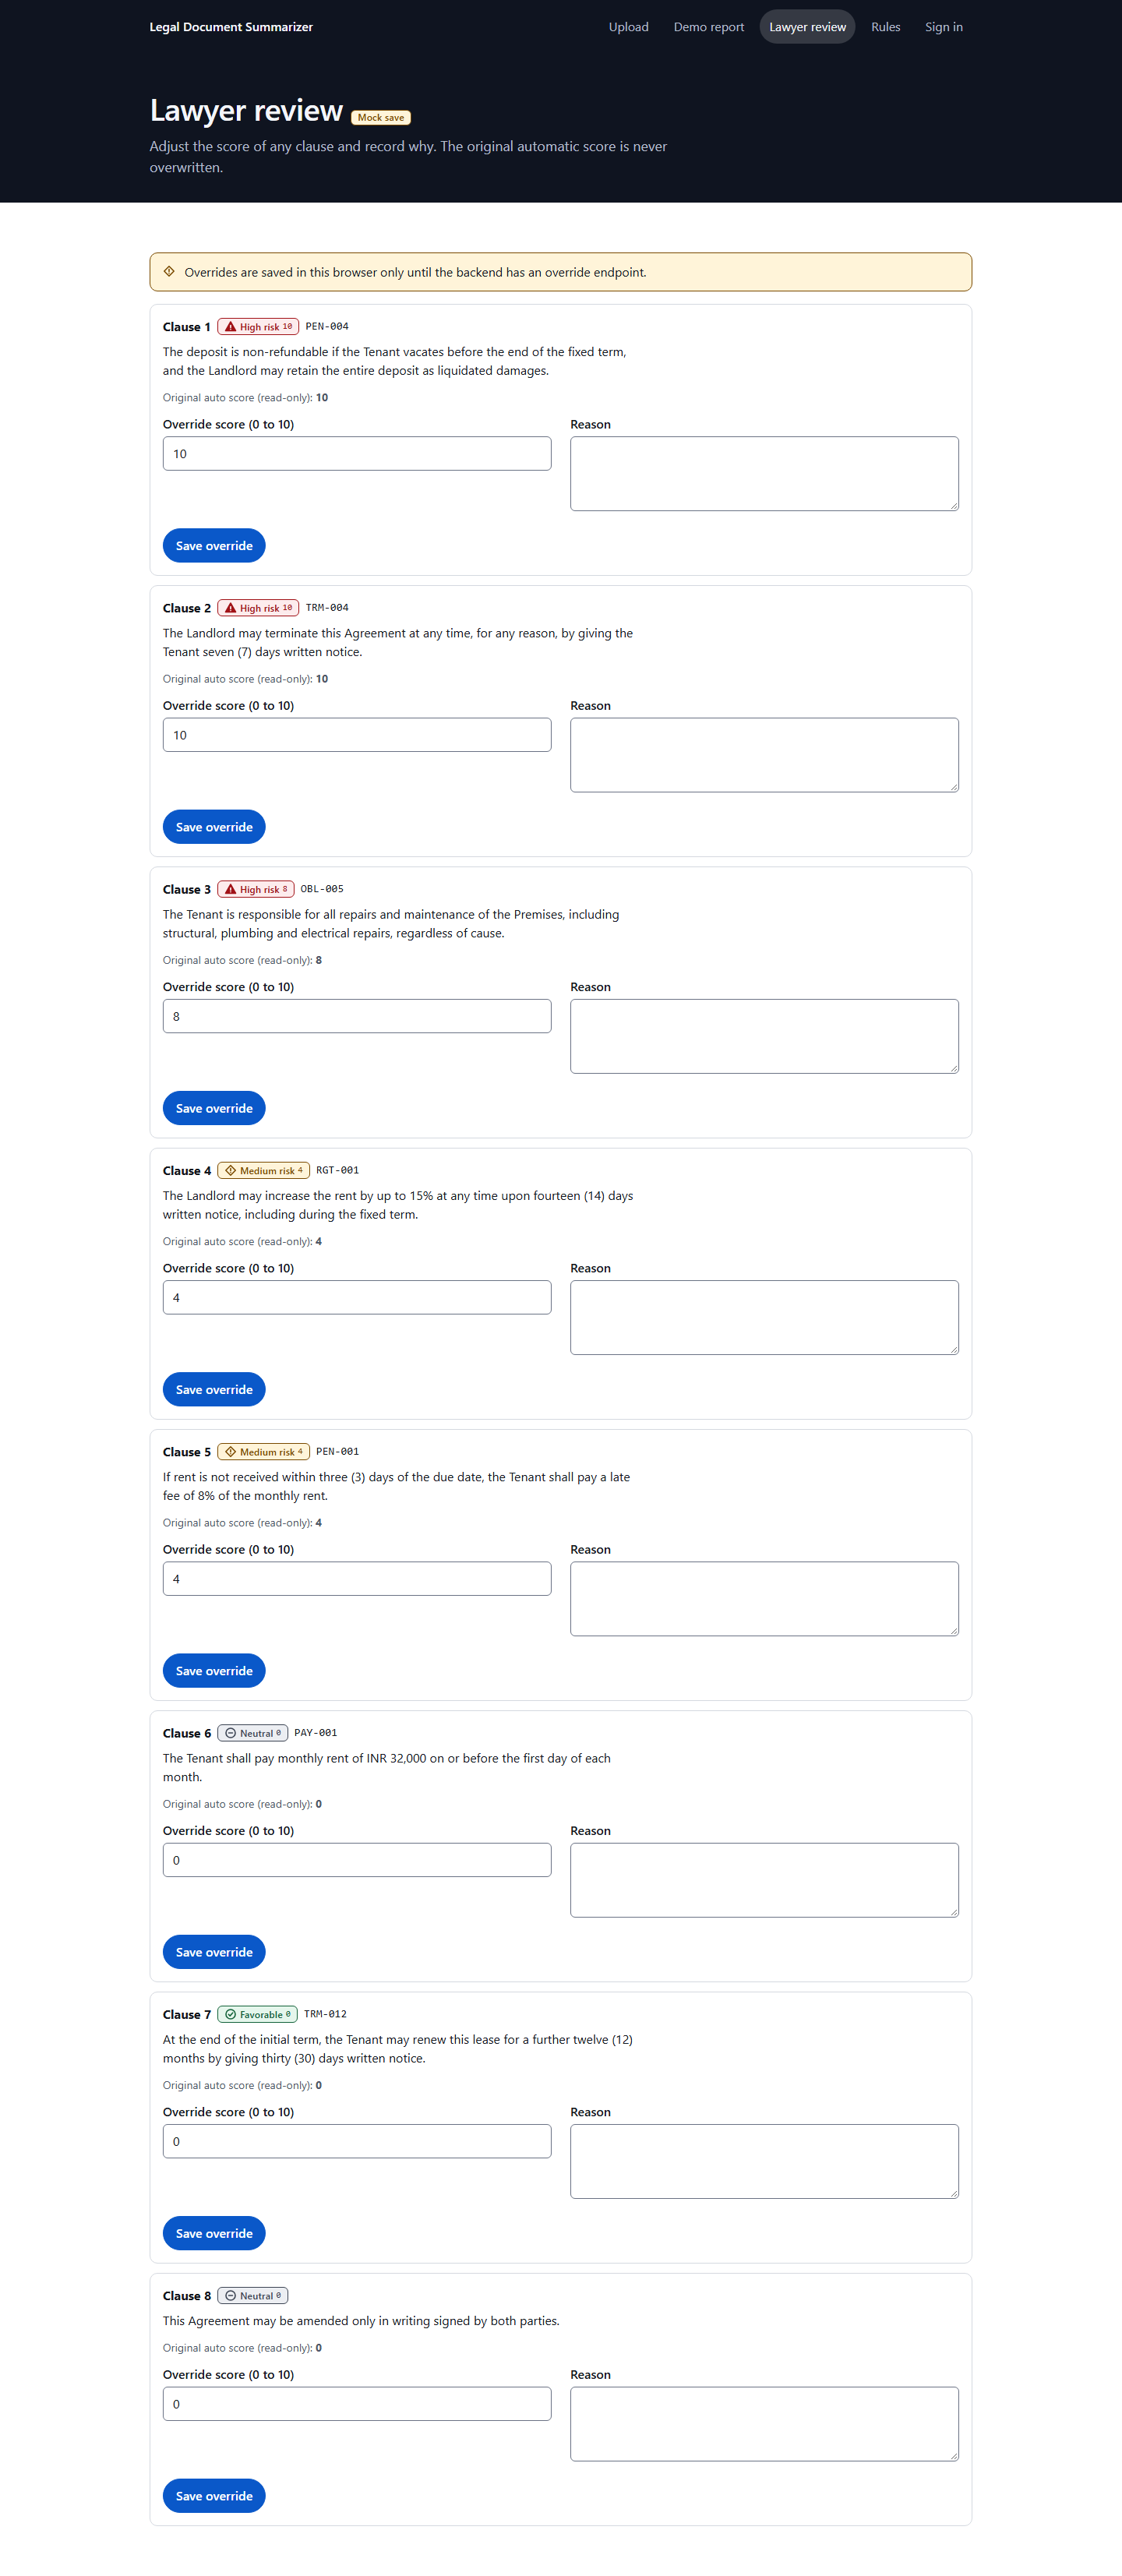 Legal Document Summarizer
Upload
Demo report
Lawyer review
Rules
Sign in
Lawyer review
Mock save
Adjust the score of any clause and record why. The original automatic score is never
overwritten.
Overrides are saved in this browser only until the backend has an override endpoint.
Clause 1 High risk 10 PEN-004
The deposit is non-refundable if the Tenant vacates before the end of the fixed term,
and the Landlord may retain the entire deposit as liquidated damages.
Original auto score (read-only): 10
Override score (0 to 10)
Reason
10
Save override
Clause 2 High risk 10 TRM-004
The Landlord may terminate this Agreement at any time, for any reason, by giving the
Tenant seven (7) days written notice.
Original auto score (read-only): 10
Override score (0 to 10)
Reason
10
Save override
Clause 3 High risk 8 OBL-005
The Tenant is responsible for all repairs and maintenance of the Premises, including
structural, plumbing and electrical repairs, regardless of cause.
Original auto score (read-only): 8
Override score (0 to 10)
Reason
8
Save override
Clause 4 Medium risk 4 RGT-001
The Landlord may increase the rent by up to 15% at any time upon fourteen (14) days
written notice, including during the fixed term.
Original auto score (read-only): 4
Override score (0 to 10)
Reason
4
Save override
Clause 5 Medium risk 4 PEN-001
If rent is not received within three (3) days of the due date, the Tenant shall pay a late
fee of 8% of the monthly rent.
Original auto score (read-only): 4
Override score (0 to 10)
Reason
4
Save override
Clause 6 Neutral 0 PAY-001
The Tenant shall pay monthly rent of INR 32,000 on or before the first day of each
month.
Original auto score (read-only): 0
Override score (0 to 10)
Reason
0
Save override
Clause 7 Favorable 0 TRM-012
At the end of the initial term, the Tenant may renew this lease for a further twelve (12)
months by giving thirty (30) days written notice.
Original auto score (read-only): 0
Override score (0 to 10)
Reason
0
Save override
Clause 8 Neutral 0
This Agreement may be amended only in writing signed by both parties.
Original auto score (read-only): 0
Override score (0 to 10)
Reason
0
Save override